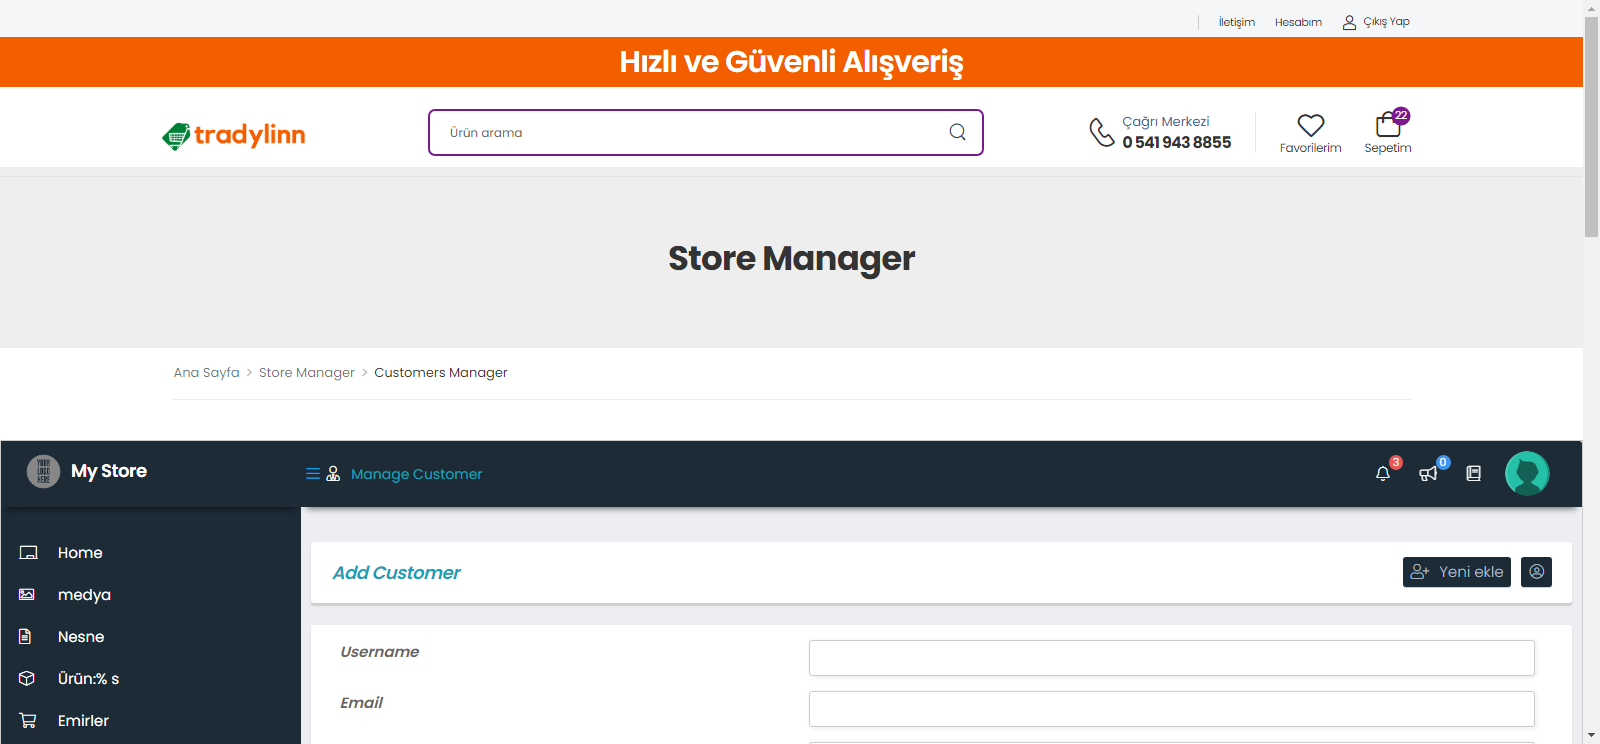 İletişim Hesabım Çıkış Yap
Hızlı ve Güvenli Alışveriş
tradylinn
Ürün arama
Çağrı Merkezi
0 541 943 8855
Favorilerim
22
Sepetim
Store Manager
Ana Sayfa > Store Manager > Customers Manager
YOUR
LOGO
HERE
My Store
Manage Customer
3
0
Home
medya
Nesne
Ürün:% s
Emirler
Add Customer
Yeni ekle
Username
Email